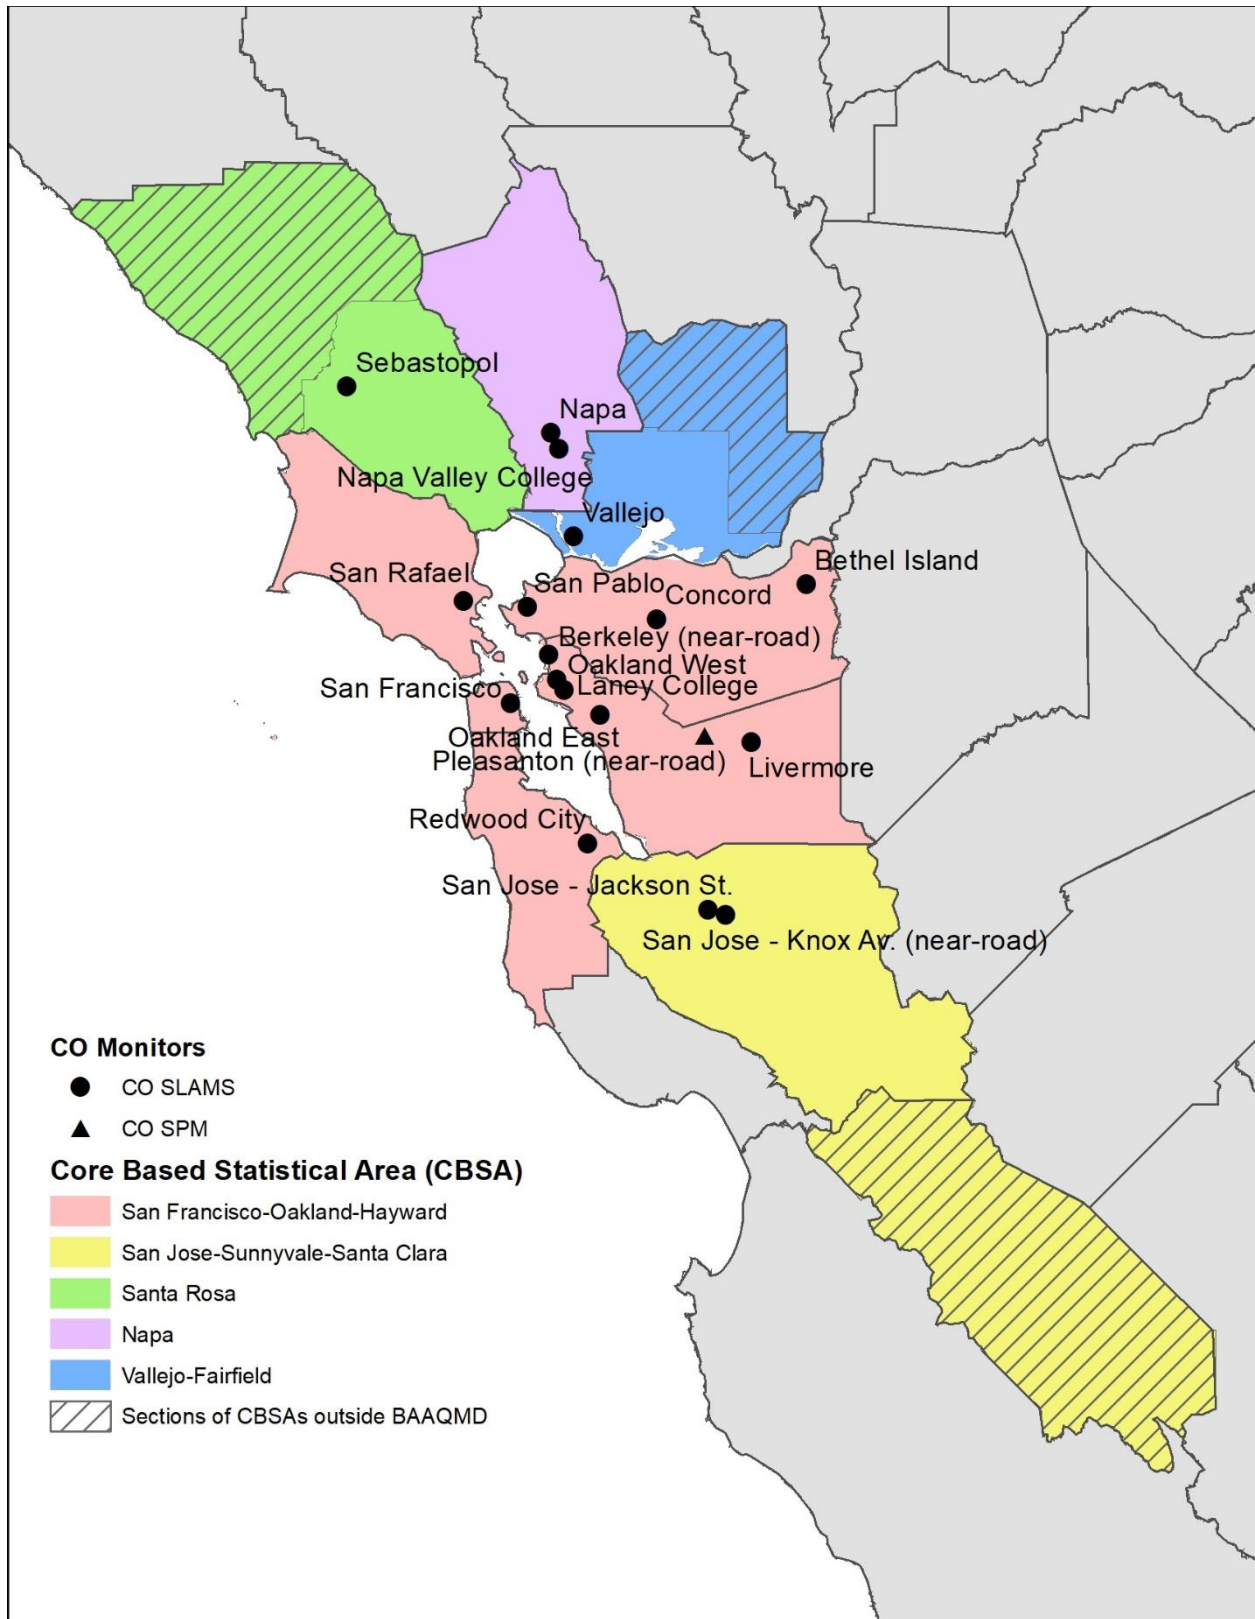 Sebastopol
Napa
Napa Valley College
Vallejo
Bethel Island
San Rafael
San Pablo
Concord
Berkeley (near-road)
Oakland West
San Francisco
Laney College
Oakland East
Pleasanton (near-road)
Livermore
Redwood City
San Jose - Jackson St.
San Jose - Knox Av. (near-road)
CO Monitors
CO SLAMS
CO SPM
Core Based Statistical Area (CBSA)
San Francisco-Oakland-Hayward
San Jose-Sunnyvale-Santa Clara
Santa Rosa
Napa
Vallejo-Fairfield
Sections of CBSAs outside BAAQMD